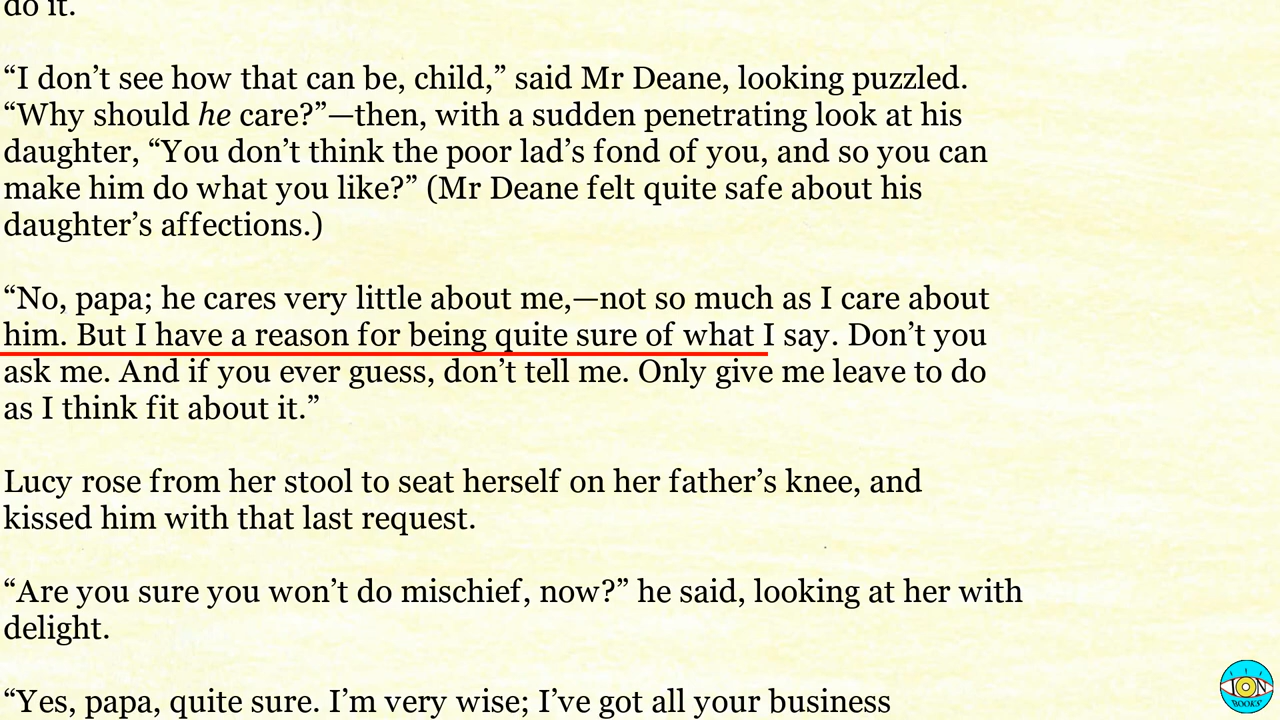 do it.
“I don’t see how that can be, child,” said Mr Deane, looking puzzled.
“Why should he care?”—then, with a sudden penetrating look at his
daughter, “You don’t think the poor lad’s fond of you, and so you can
make him do what you like?” (Mr Deane felt quite safe about his
daughter’s affections.)
“No, papa; he cares very little about me,—not so much as I care about
him. But I have a reason for being quite sure of what I say. Don’t you
ask me. And if you ever guess, don’t tell me. Only give me leave to do
as I think fit about it.”
Lucy rose from her stool to seat herself on her father’s knee, and
kissed him with that last request.
“Are you sure you won’t do mischief, now?” he said, looking at her with
delight.
“Yes, papa, quite sure. I’m very wise; I’ve got all your business
ION
BOOKS